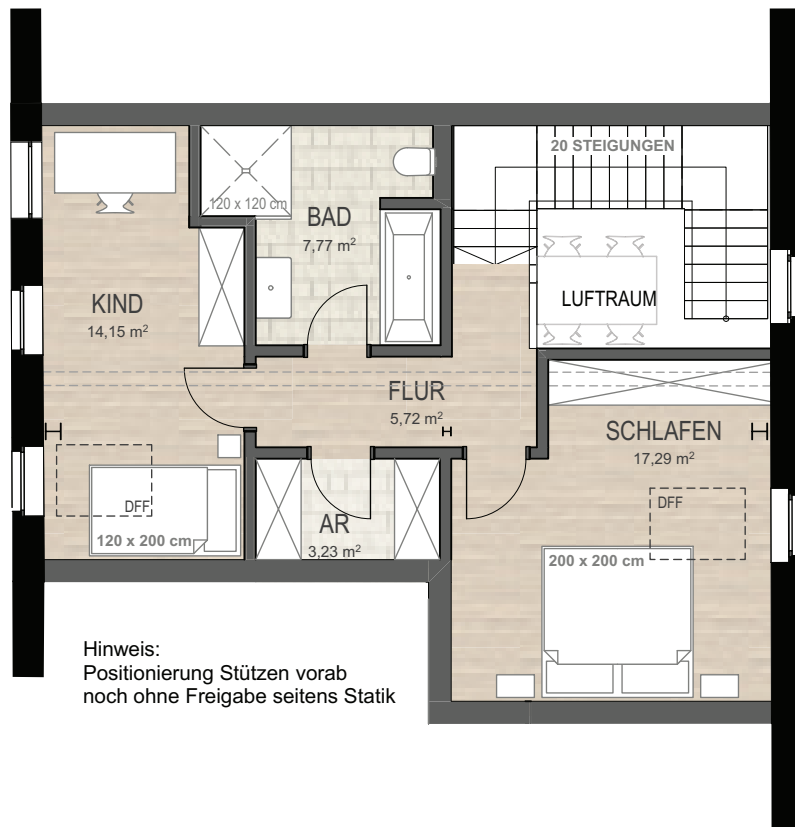 20 STEIGUNGEN
120 x 120 cm
BAD
7,77 m²
KIND
14,15 m²
LUFTRAUM
FLUR
5,72 m²
SCHLAFEN
17,29 m²
DFF
DFF
AR
3,23 m²
120 x 200 cm
200 x 200 cm
Hinweis:
Positionierung Stützen vorab
noch ohne Freigabe seitens Statik